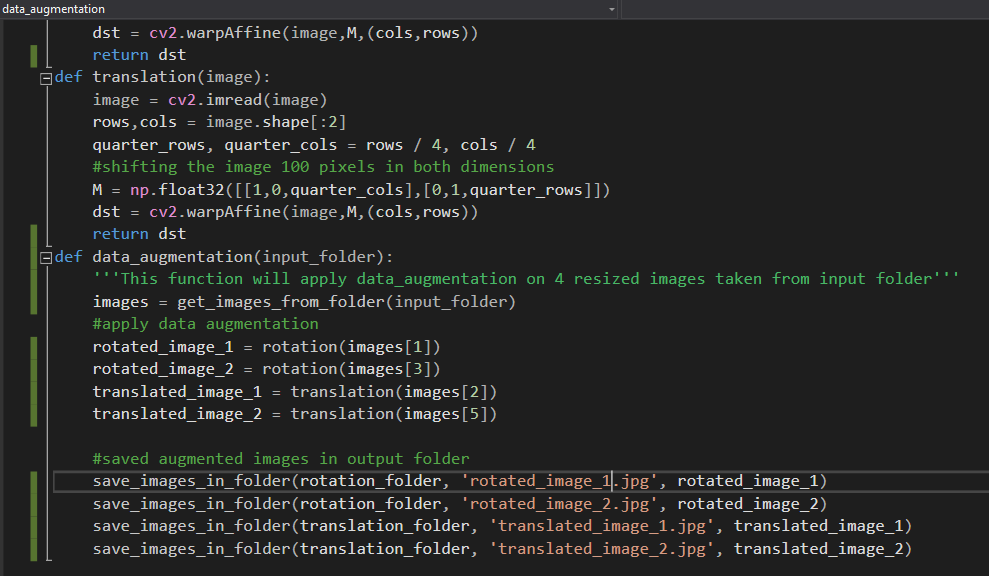 data_augmentation
dst = cv2.warpAffine(image,M,(cols,rows))
return dst
def translation(image):
image = cv2.imread(image)
rows,cols = image.shape[:2]
quarter_rows, quarter_cols = rows / 4, cols / 4
#shifting the image 100 pixels in both dimensions
M = np.float32([[1,0,quarter_cols],[0,1,quarter_rows]])
dst = cv2.warpAffine(image,M,(cols,rows))
return dst
def data_augmentation(input_folder):
'''This function will apply data_augmentation on 4 resized images taken from input folder'''
images = get_images_from_folder(input_folder)
#apply data augmentation
rotated_image_1 = rotation(images[1])
rotated_image_2 = rotation(images[3])
translated_image_1 = translation(images[2])
translated_image_2 = translation(images[5])
#saved augmented images in output folder
save_images_in_folder(rotation_folder, 'rotated_image_1.jpg', rotated_image_1)
save_images_in_folder(rotation_folder, 'rotated_image_2.jpg', rotated_image_2)
save_images_in_folder(translation_folder, 'translated_image_1.jpg', translated_image_1)
save_images_in_folder(translation_folder, 'translated_image_2.jpg', translated_image_2)